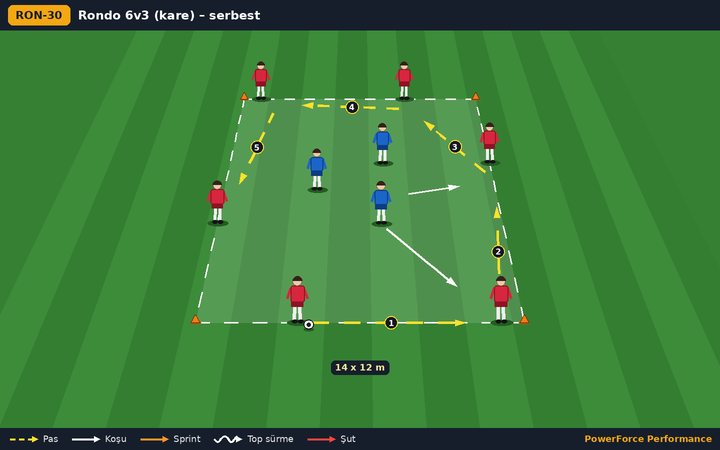 RON-30 Rondo 6v3 (kare) – serbest
4
5
3
2
1
14 x 12 m
Pas Koşu Sprint Top sürme Şut PowerForce Performance